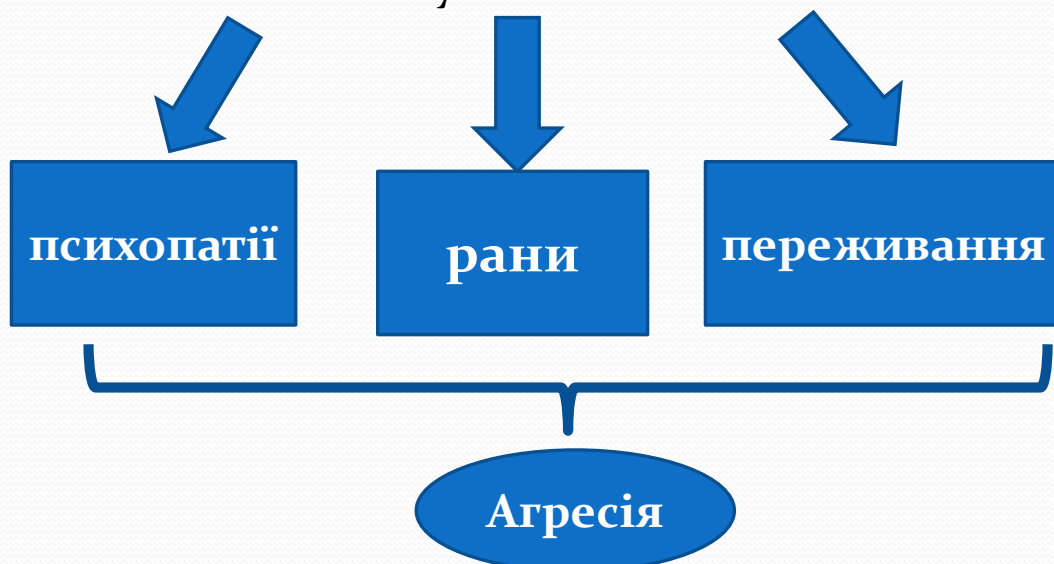 психопатії
рани
переживання
Агресія